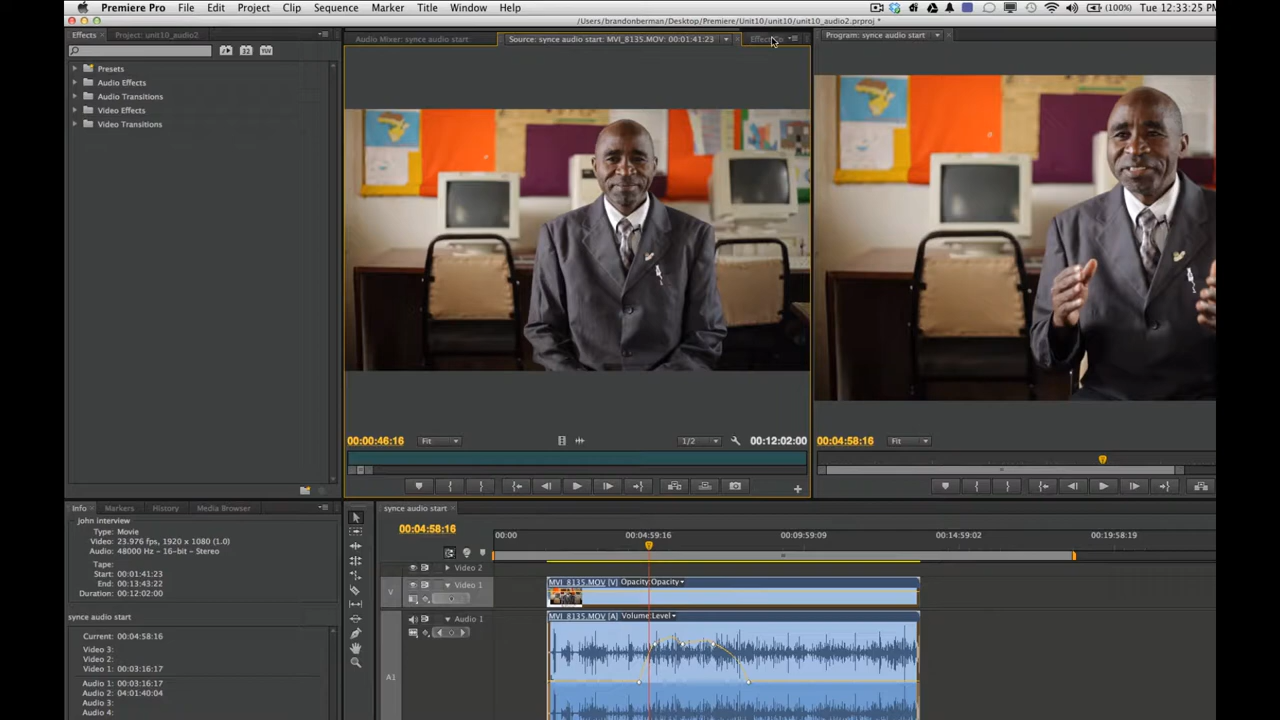 Premiere Pro File Edit Project Clip Sequence Marker Title Window Help (100%) Tue 12:33:25 PM
/Users/brandonberman/Desktop/Premiere/Unit10/unit10/unit10_audio2.prproj *
Effects Project: unit10_audio2 Audio Mixer: synce audio start Source: synce audio start: MVI_8135.MOV: 00:01:41:23 Program: synce audio start
Presets
Audio Effects
Audio Transitions
Video Effects
Video Transitions
00:00:46:16 Fit 1/2 00:12:02:00 00:04:58:16 Fit
Info Markers History Media Browser synce audio start
John interview
Type: Movie
Video: 23.976 fps, 1920 x 1080 (1.0)
Audio: 48000 Hz - 16-bit - Stereo
Tape:
Start: 00:01:41:23
End: 00:13:43:22
Duration: 00:12:02:00
synce audio start
Current: 00:04:58:16
Video 3:
Video 2:
Video 1: 00:03:16:17
Audio 1: 00:03:16:17
Audio 2: 04:01:40:04
Audio 3:
Audio 4:
00:04:58:16 00:00 00:04:59:16 00:09:59:09 00:14:59:02 00:19:58:19
Video 2
V Video 1 MVI_8135.MOV [V] Opacity:Opacity
Audio 1 MVI_8135.MOV [A] Volume:Level
A1